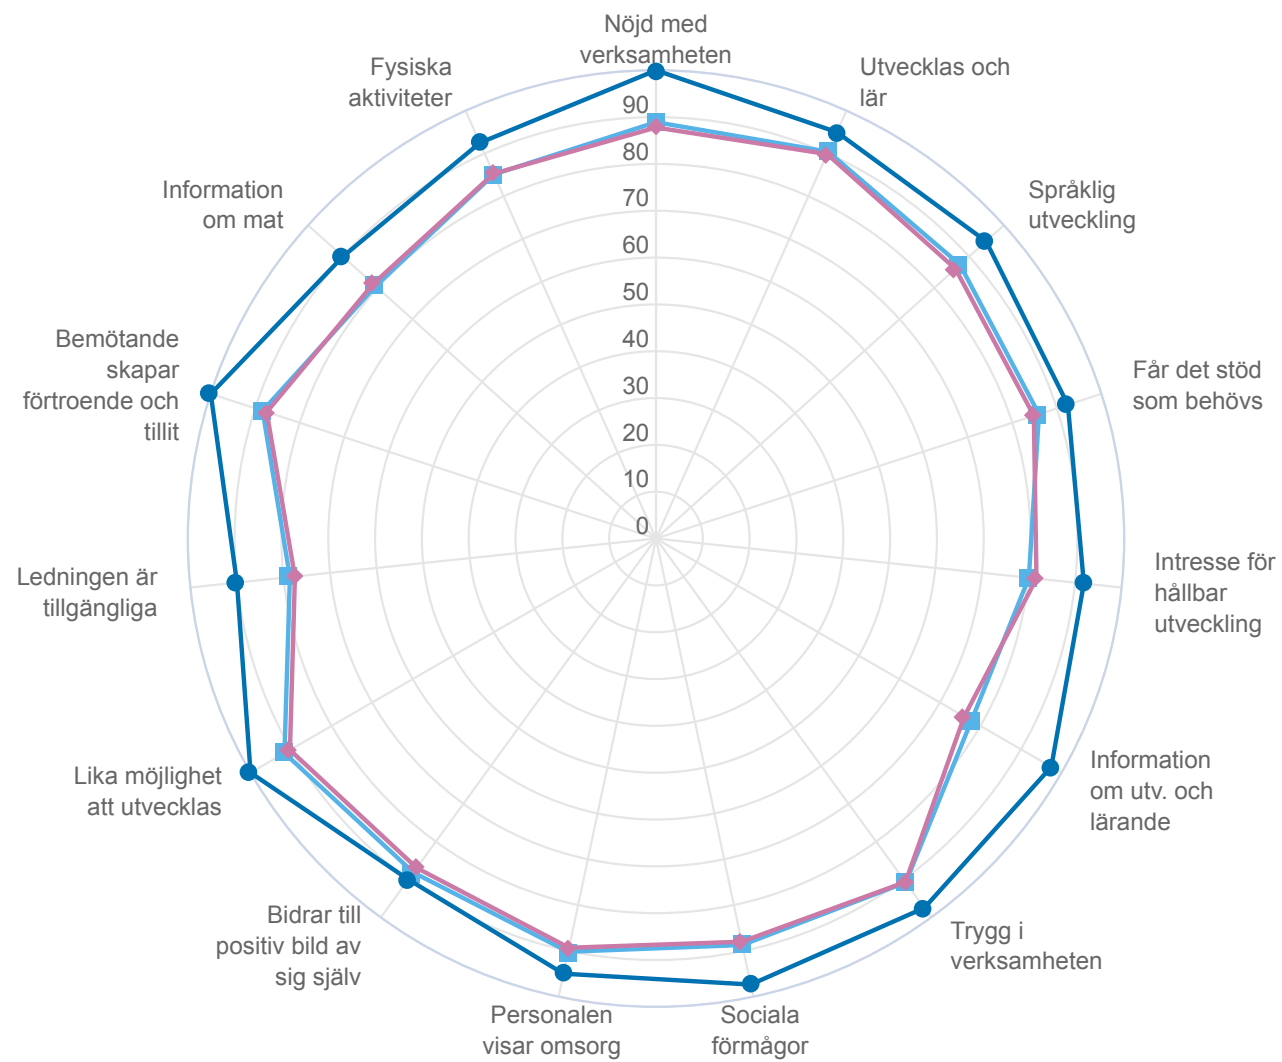 Nöjd med
verksamheten
Utvecklas och
lär
Språklig
utveckling
Får det stöd
som behövs
Intresse för
hållbar
utveckling
Information
om utv. och
lärande
Trygg i
verksamheten
Sociala
förmågor
Personalen
visar omsorg
Bidrar till
positiv bild av
sig själv
Lika möjlighet
att utvecklas
Ledningen är
tillgängliga
Bemötande
skapar
förtroende och
tillit
Information
om mat
Fysiska
aktiviteter
90
80
70
60
50
40
30
20
10
0